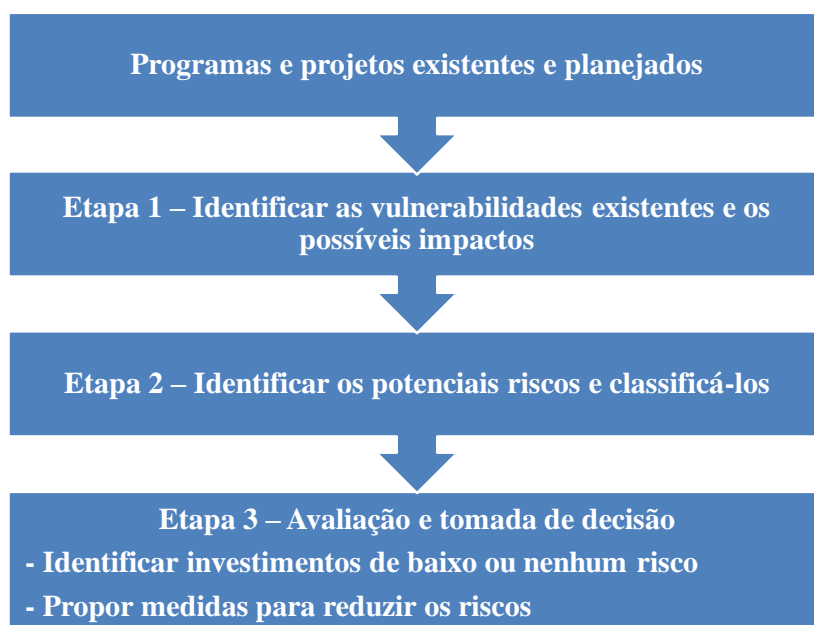 Programas e projetos existentes e planejados
Etapa 1 – Identificar as vulnerabilidades existentes e os
possíveis impactos
Etapa 2 – Identificar os potenciais riscos e classificá-los
Etapa 3 – Avaliação e tomada de decisão
- Identificar investimentos de baixo ou nenhum risco
- Propor medidas para reduzir os riscos